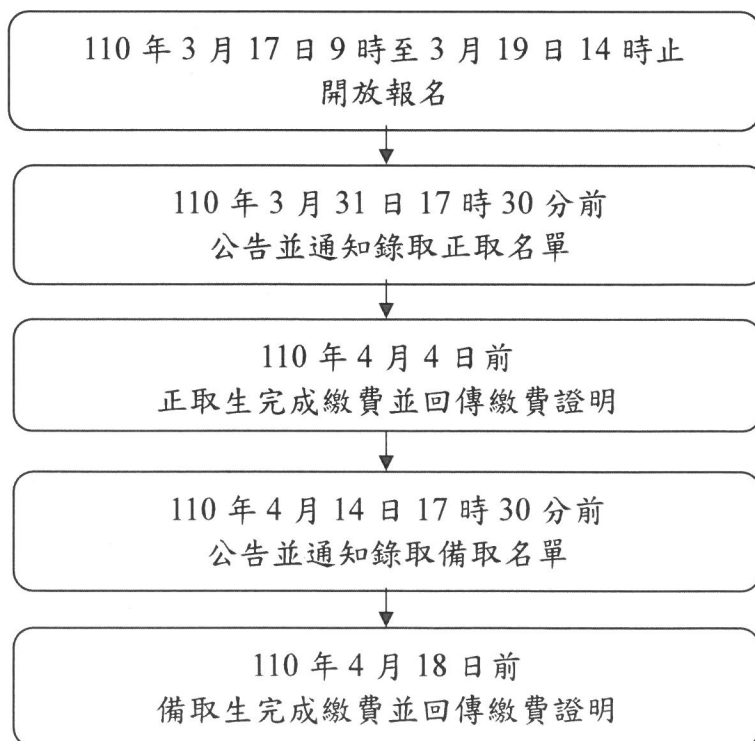 110 年 3 月 17 日 9 時至 3 月 19 日 14 時止
開放報名
110 年 3 月 31 日 17 時 30 分前
公告並通知錄取正取名單
110 年 4 月 4 日前
正取生完成繳費並回傳繳費證明
110 年 4 月 14 日 17 時 30 分前
公告並通知錄取備取名單
110 年 4 月 18 日前
備取生完成繳費並回傳繳費證明